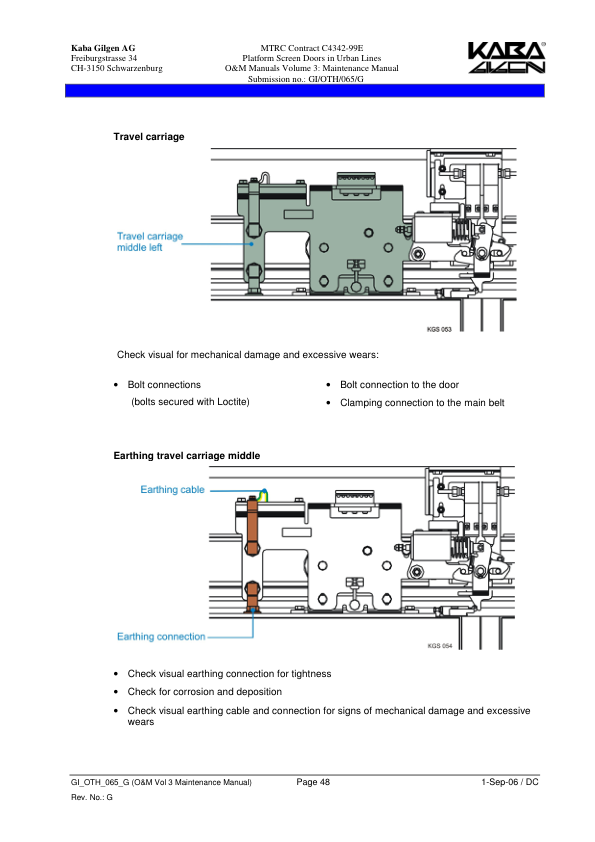 Kaba Gilgen AG
Freiburgstrasse 34
CH-3150 Schwarzenburg
MTRC Contract C4342-99E
Platform Screen Doors in Urban Lines
O&M Manuals Volume 3: Maintenance Manual
Submission no.: GI/OTH/065/G
KABA®
GILGEN
Travel carriage
Travel carriage
middle left
KGS 053
Check visual for mechanical damage and excessive wears:
• Bolt connections
(bolts secured with Loctite)
• Bolt connection to the door
• Clamping connection to the main belt
Earthing travel carriage middle
Earthing cable
Earthing connection
KGS 054
• Check visual earthing connection for tightness
• Check for corrosion and deposition
• Check visual earthing cable and connection for signs of mechanical damage and excessive
wears
GI_OTH_065_G (O&M Vol 3 Maintenance Manual)
Page 48
1-Sep-06 / DC
Rev. No.: G